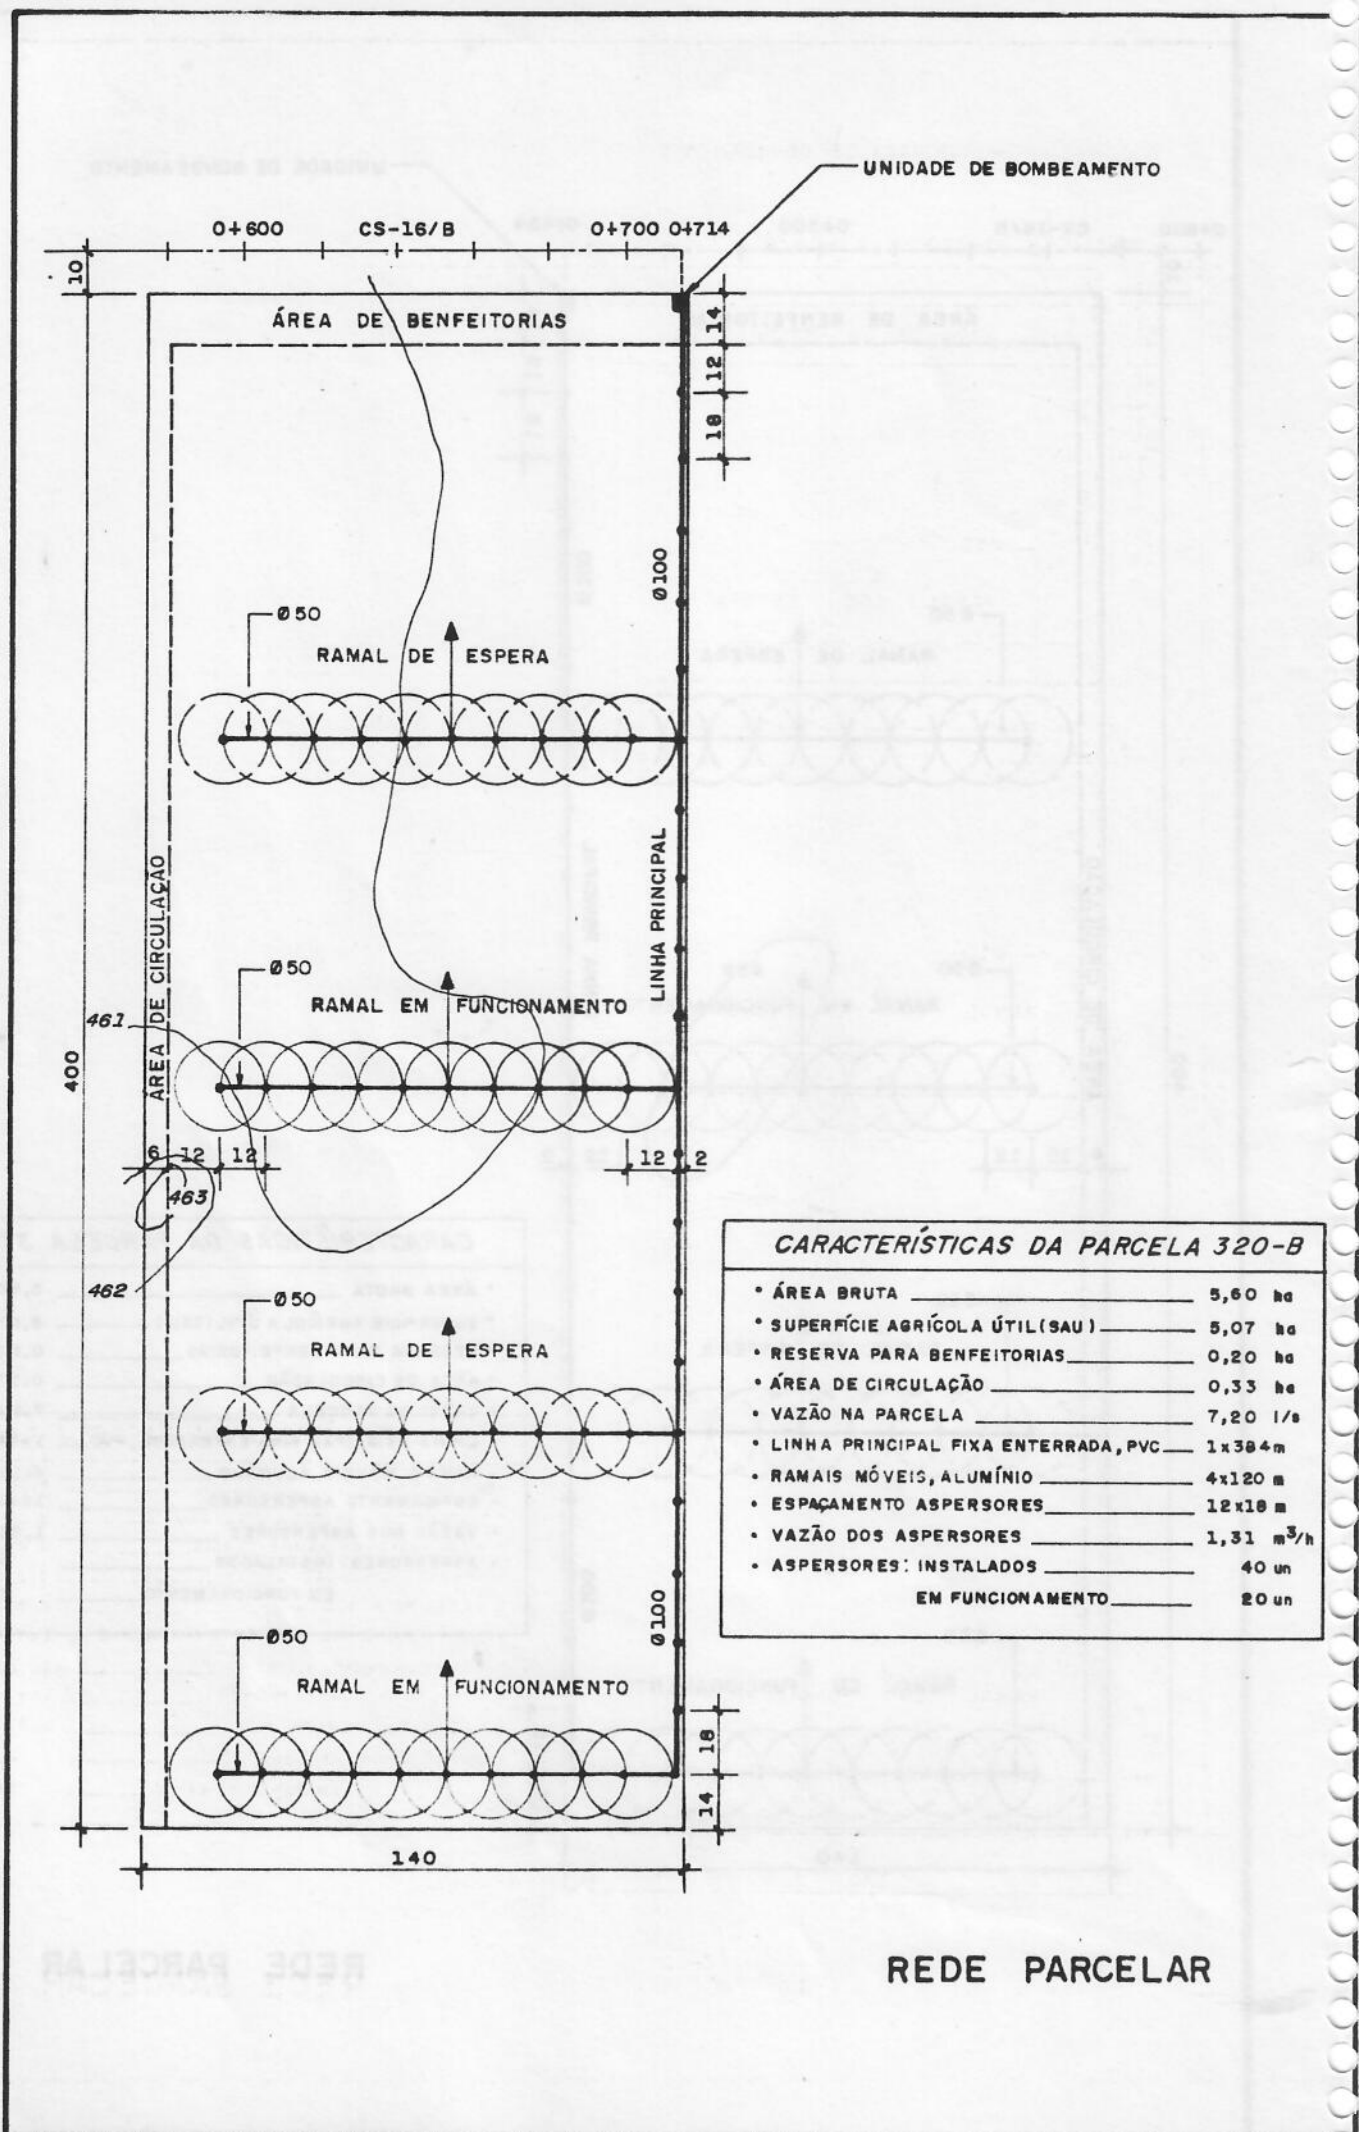 UNIDADE DE BOMBEAMENTO
0+600 CS-16/B 0+700 0+714
10
ÁREA DE BENFEITORIAS
14
12
18
Ø100
Ø50
RAMAL DE ESPERA
ÁREA DE CIRCULAÇÃO
LINHA PRINCIPAL
Ø50
RAMAL EM FUNCIONAMENTO
461
400
6 12 12 12 2
463
462
CARACTERÍSTICAS DA PARCELA 320-B
• ÁREA BRUTA 5,60 ha
• SUPERFÍCIE AGRÍCOLA ÚTIL(SAU) 5,07 ha
• RESERVA PARA BENFEITORIAS 0,20 ha
• ÁREA DE CIRCULAÇÃO 0,33 ha
• VAZÃO NA PARCELA 7,20 l/s
• LINHA PRINCIPAL FIXA ENTERRADA, PVC 1x384m
• RAMAIS MÓVEIS, ALUMÍNIO 4x120 m
• ESPAÇAMENTO ASPERSORES 12x18 m
• VAZÃO DOS ASPERSORES 1,31 m³/h
• ASPERSORES: INSTALADOS 40 un
EM FUNCIONAMENTO 20 un
Ø50
RAMAL DE ESPERA
Ø100
Ø50
RAMAL EM FUNCIONAMENTO
18
14
140
REDE PARCELAR